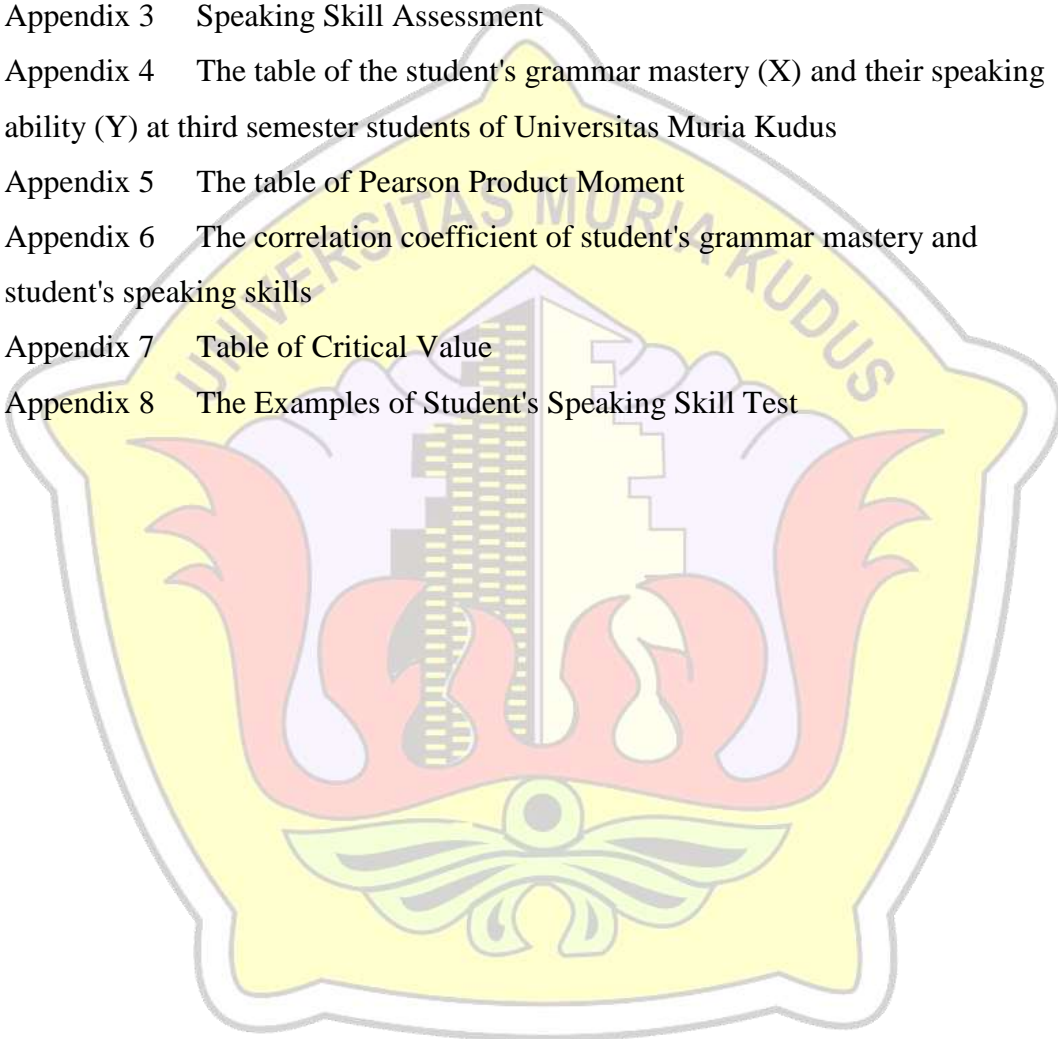 Appendix 3 Speaking Skill Assessment
Appendix 4 The table of the student's grammar mastery (X) and their speaking
ability (Y) at third semester students of Universitas Muria Kudus
Appendix 5 The table of Pearson Product Moment
Appendix 6 The correlation coefficient of student's grammar mastery and
student's speaking skills
Appendix 7 Table of Critical Value
Appendix 8 The Examples of Student's Speaking Skill Test
UNIVERSITAS MURIA KUDUS